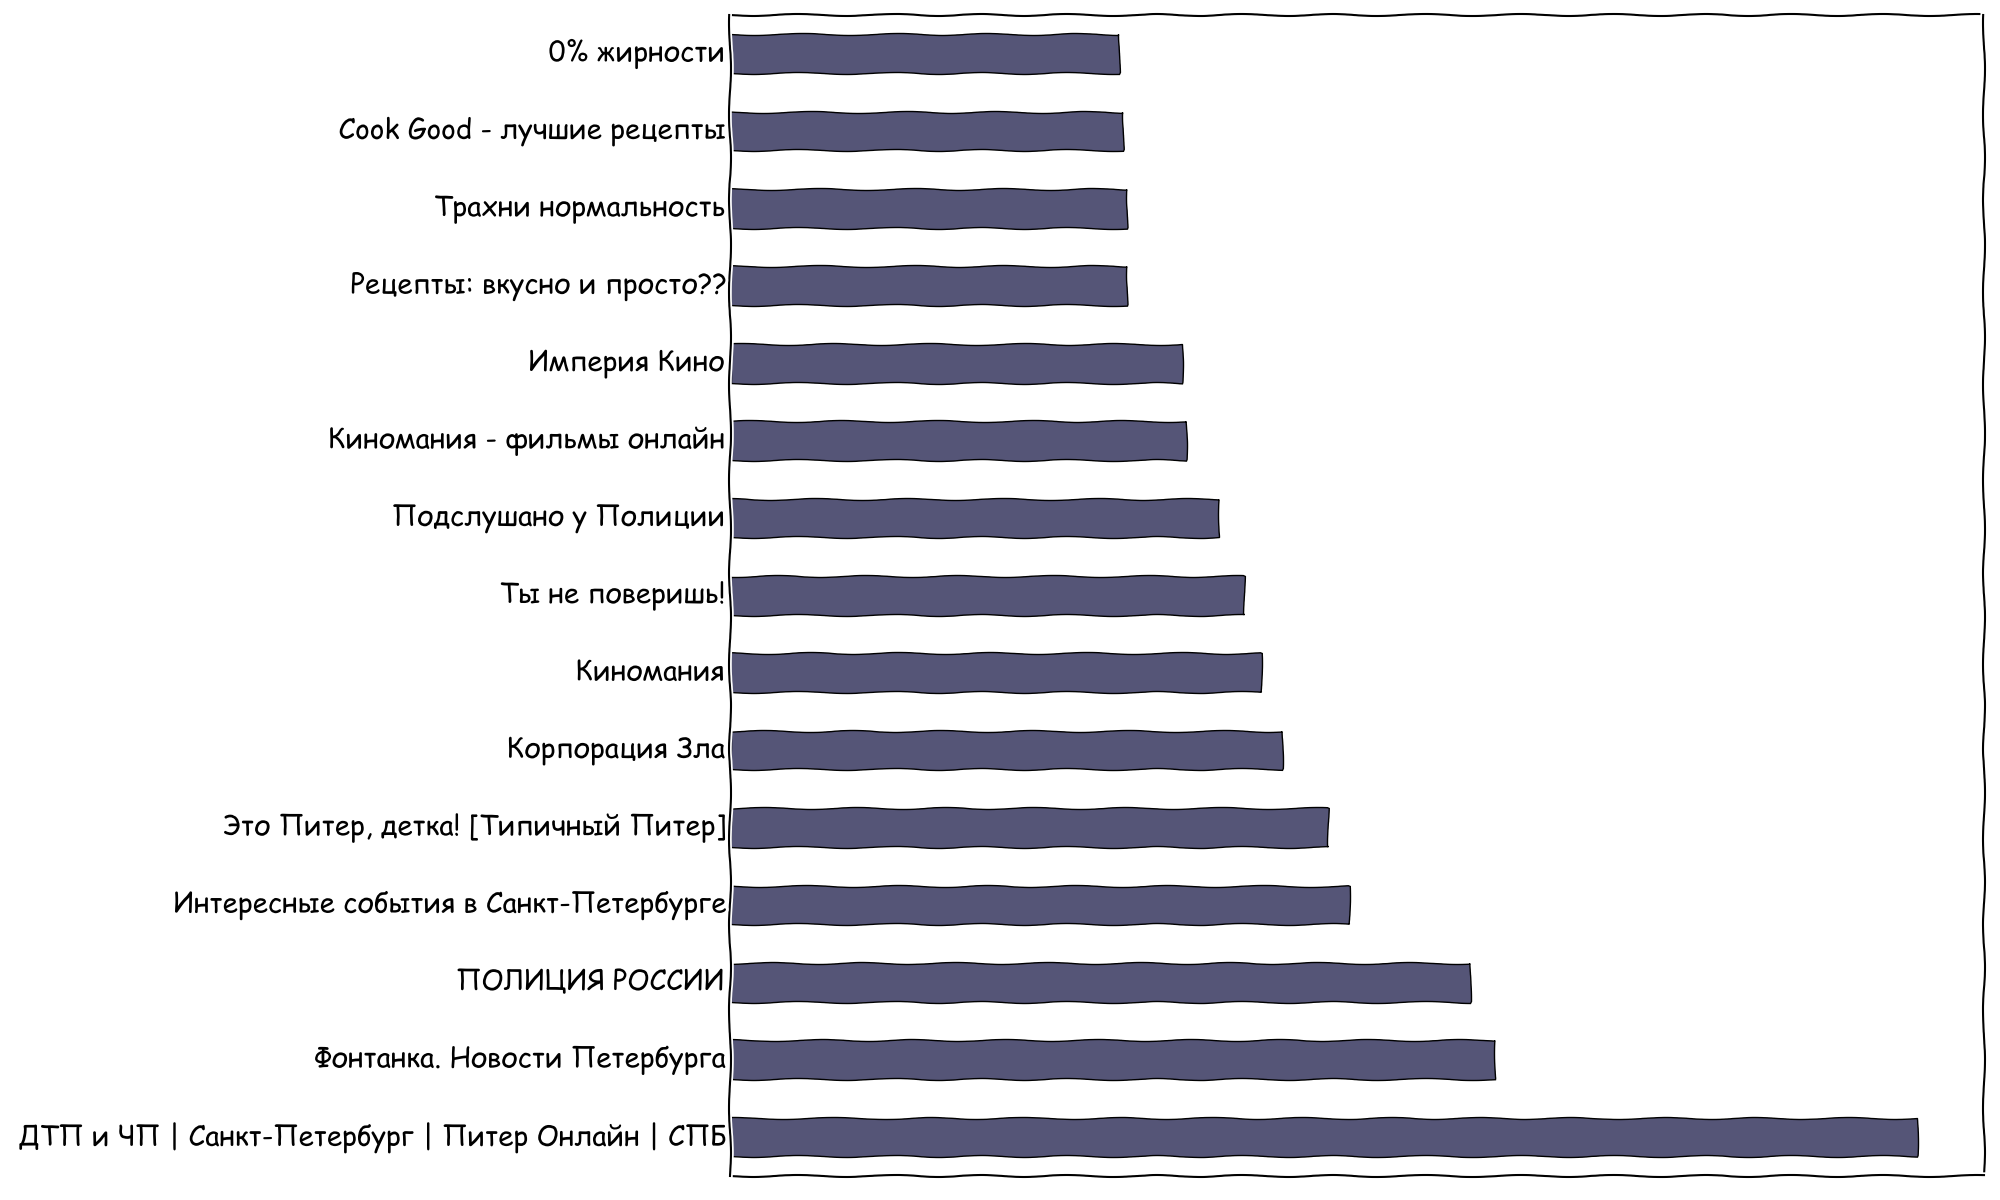 0% жирности
Cook Good - лучшие рецепты
Трахни нормальность
Рецепты: вкусно и просто??
Империя Кино
Киномания - фильмы онлайн
Подслушано у Полиции
Ты не поверишь!
Киномания
Корпорация Зла
Это Питер, детка! [Типичный Питер]
Интересные события в Санкт-Петербурге
ПОЛИЦИЯ РОССИИ
Фонтанка. Новости Петербурга
ДТП и ЧП | Санкт-Петербург | Питер Онлайн | СПБ